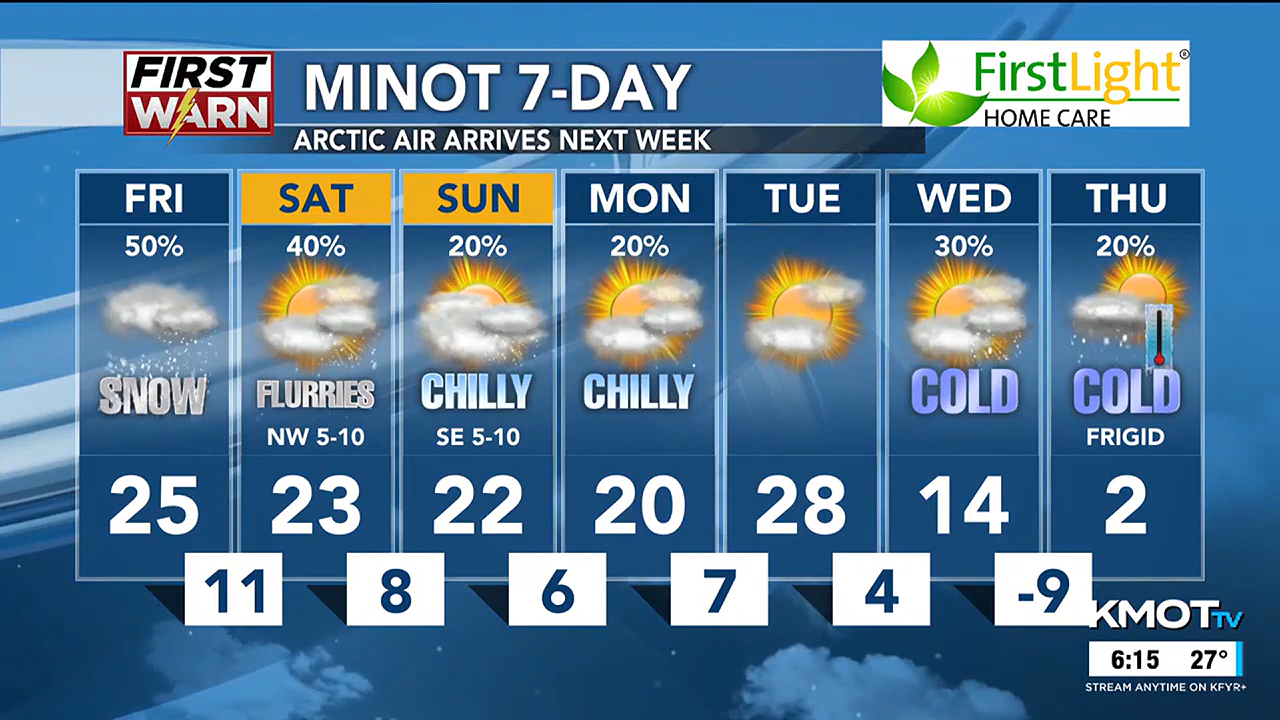 FIRST
WARN
MINOT 7-DAY
ARCTIC AIR ARRIVES NEXT WEEK
FirstLight®
HOME CARE
FRI SAT SUN MON TUE WED THU
50% 40% 20% 20% 30% 20%
SNOW FLURRIES CHILLY CHILLY COLD COLD
NW 5-10 SE 5-10 FRIGID
25 23 22 20 28 14 2
11 8 6 7 4 -9
KMOT TV
6:15 27°
STREAM ANYTIME ON KFYR+